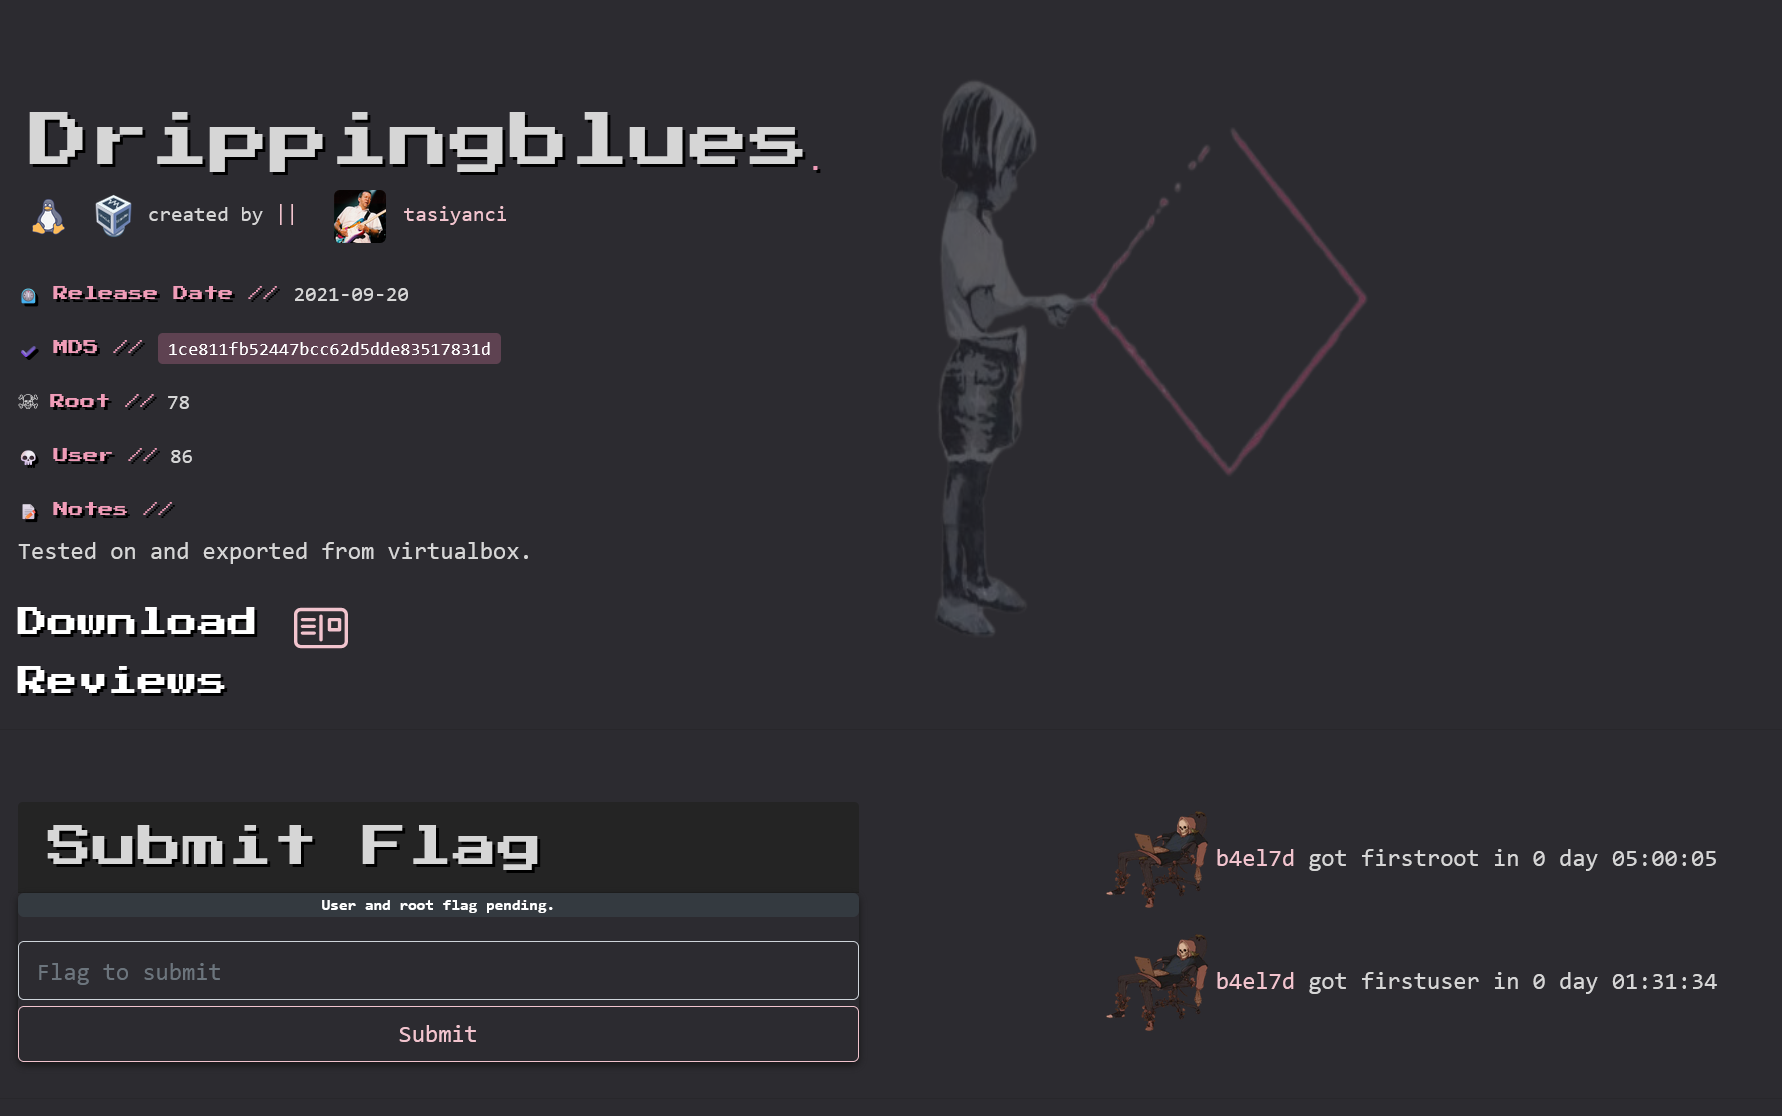 Drippingblues.
created by || tasiyanci
Release Date // 2021-09-20
MD5 // 1ce811fb52447bcc62d5dde83517831d
Root // 78
User // 86
Notes //
Tested on and exported from virtualbox.
Download
Reviews
Submit Flag
User and root flag pending.
Flag to submit
Submit
b4el7d got firstroot in 0 day 05:00:05
b4el7d got firstuser in 0 day 01:31:34